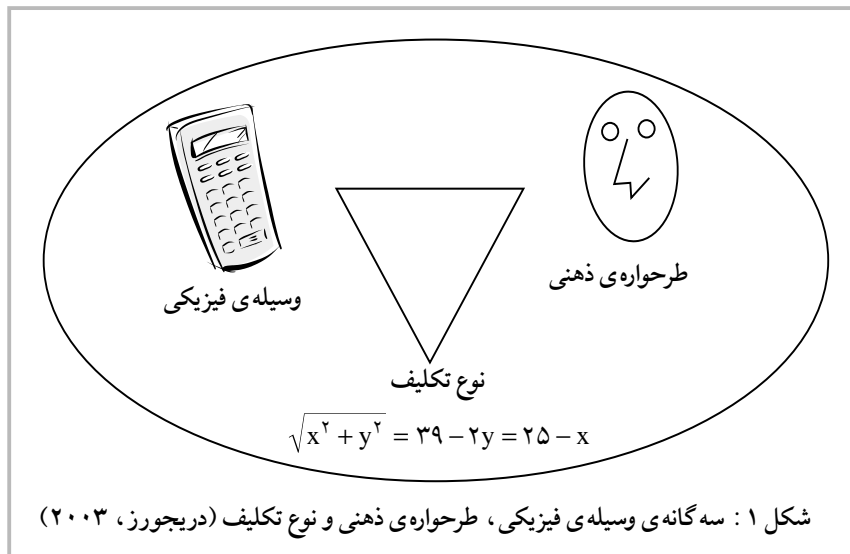 طرحواره‌ی ذهنی
وسیله‌ی فیزیکی
نوع تکلیف
√x۲ + y۲ = ۳۹ − ۲y = ۲۵ − x
شکل ۱ : سه‌گانه‌ی وسیله‌ی فیزیکی، طرحواره‌ی ذهنی و نوع تکلیف (دریجورز، ۲۰۰۳)